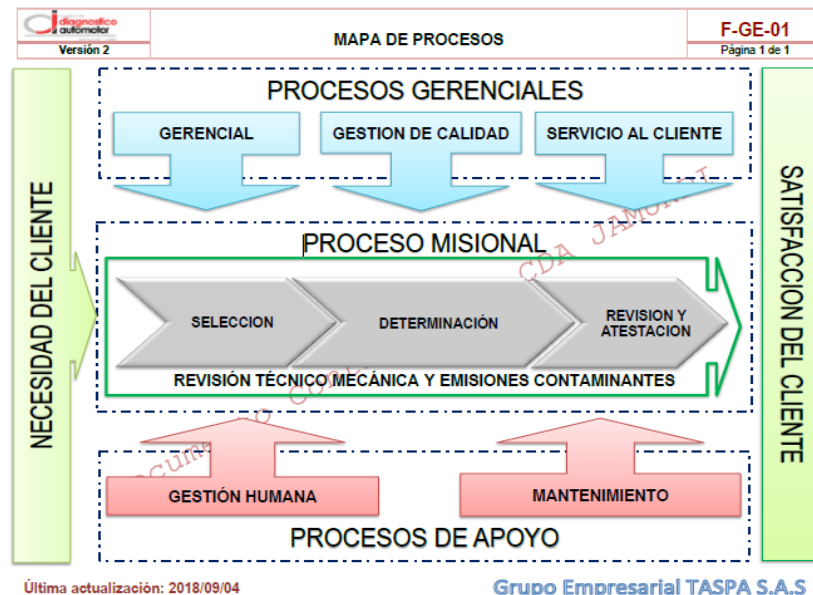 diagnostico
automotor
Versión 2
MAPA DE PROCESOS
F-GE-01
Página 1 de 1
PROCESOS GERENCIALES
GERENCIAL
GESTION DE CALIDAD
SERVICIO AL CLIENTE
NECESIDAD DEL CLIENTE
PROCESO MISIONAL
SELECCION
DETERMINACIÓN
REVISION Y
ATESTACION
REVISIÓN TÉCNICO MECÁNICA Y EMISIONES CONTAMINANTES
SATISFACCION DEL CLIENTE
GESTIÓN HUMANA
MANTENIMIENTO
PROCESOS DE APOYO
CDA
Última actualización: 2018/09/04
Grupo Empresarial TASPA S.A.S